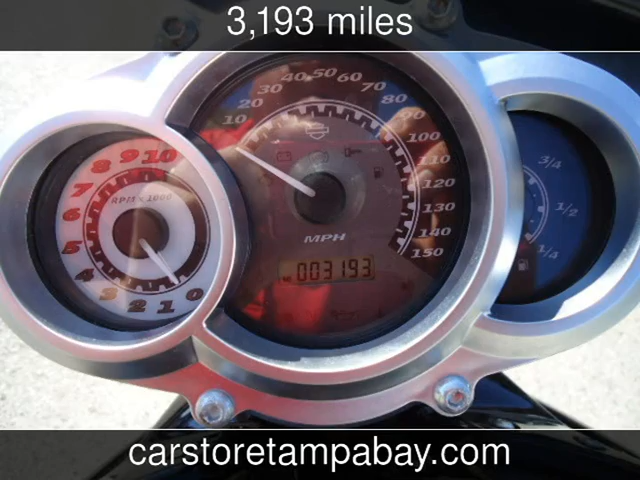 3,193 miles
10 20 30 40 50 60 70 80 90 100 110 120 130 140 150
MPH
003193
0 1 2 3 4 5 6 7 8 9 10
RPM x 1000
3/4
1/2
1/4
carstoretampabay.com